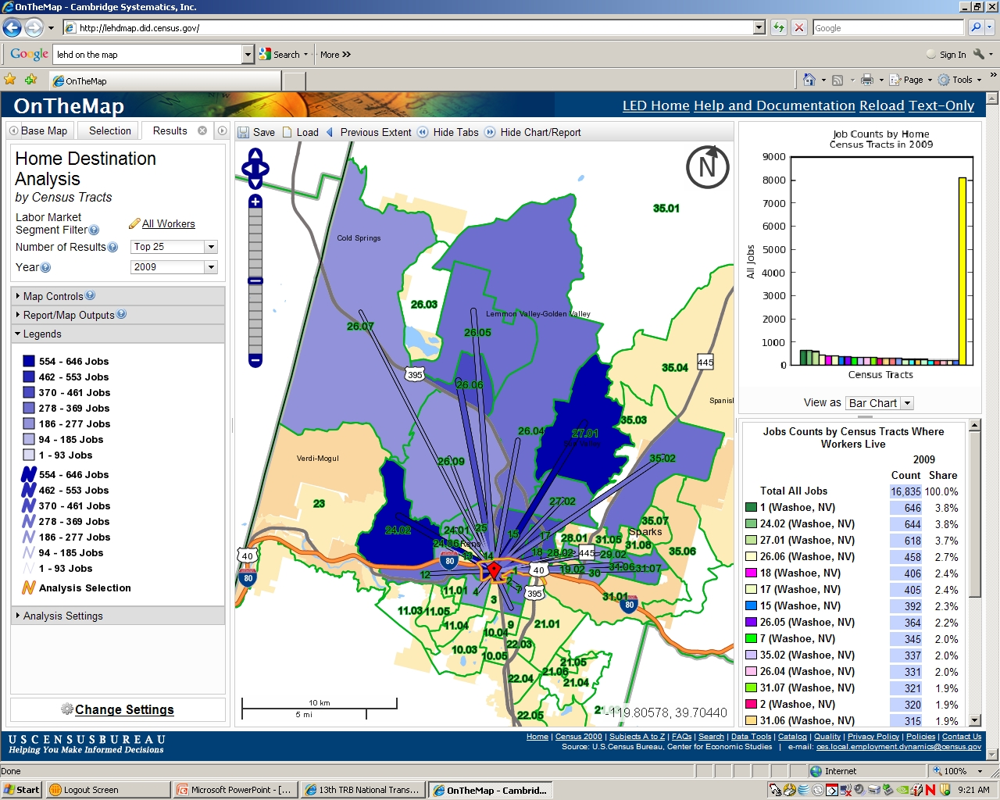 OnTheMap - Cambridge Systematics, Inc.
http://lehdmap.did.census.gov/
Google
Google
lehd on the map
Search
More »
Sign In
OnTheMap
Page
Tools
OnTheMap
LED Home Help and Documentation Reload Text-Only
Base Map
Selection
Results
Save
Load
Previous Extent
Hide Tabs
Hide Chart/Report
Home Destination
Analysis
by Census Tracts
Labor Market
Segment Filter
All Workers
Number of Results
Top 25
Year
2009
Map Controls
Report/Map Outputs
Legends
554 - 646 Jobs
462 - 553 Jobs
370 - 461 Jobs
278 - 369 Jobs
186 - 277 Jobs
94 - 185 Jobs
1 - 93 Jobs
554 - 646 Jobs
462 - 553 Jobs
370 - 461 Jobs
278 - 369 Jobs
186 - 277 Jobs
94 - 185 Jobs
1 - 93 Jobs
Analysis Selection
Analysis Settings
Change Settings
N
35.01
Cold Springs
26.03
Lemmon Valley-Golden Valley
26.07
26.05
445
35.04
395
26.06
Spanis
35.03
26.04
27.01
Verdi-Mogul
26.09
35.02
23
27.02
35.07
24.02
24.01
25
15
17
28.01
31.05
Sparks
24.06
Reno
31.08
40
80
13
14
18
28.02
445
29.02
35.06
80
12
1
40
19.02
30
31.06
31.07
2
7
11.01
4
3
395
31.01
80
11.03
11.05
11.04
10.04
9
21.01
10.03
10.05
22.03
21.05
21.06
22.04
21.04
22.05
10 km
5 mi
-119.80578, 39.70440
Job Counts by Home
Census Tracts in 2009
9000
8000
7000
6000
5000
4000
3000
2000
1000
0
All Jobs
Census Tracts
View as
Bar Chart
Jobs Counts by Census Tracts Where
Workers Live
2009
Count Share
Total All Jobs 16,835 100.0%
1 (Washoe, NV) 646 3.8%
24.02 (Washoe, NV) 644 3.8%
27.01 (Washoe, NV) 618 3.7%
26.06 (Washoe, NV) 458 2.7%
18 (Washoe, NV) 406 2.4%
17 (Washoe, NV) 405 2.4%
15 (Washoe, NV) 392 2.3%
26.05 (Washoe, NV) 364 2.2%
7 (Washoe, NV) 345 2.0%
35.02 (Washoe, NV) 337 2.0%
26.04 (Washoe, NV) 331 2.0%
31.07 (Washoe, NV) 321 1.9%
2 (Washoe, NV) 320 1.9%
31.06 (Washoe, NV) 315 1.9%
USCENSUSBUREAU
Helping You Make Informed Decisions
Home | Census 2000 | Subjects A to Z | FAQs | Search | Data Tools | Catalog | Quality | Privacy Policy | Policies | Contact Us
Source: U.S.Census Bureau, Center for Economic Studies | e-mail: ces.local.employment.dynamics@census.gov
Done
Internet
100%
Start
Logout Screen
Microsoft PowerPoint - [...
13th TRB National Trans...
OnTheMap - Cambrid...
9:21 AM